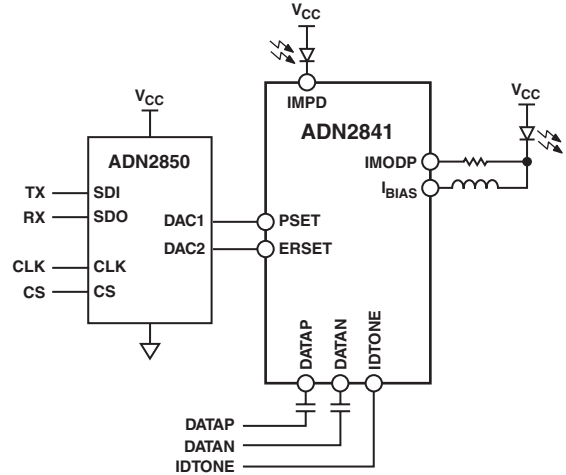 VCC
IMPD
ADN2841
VCC
VCC
ADN2850
IMODP
IBIAS
TX
SDI
RX
SDO
DAC1
PSET
DAC2
ERSET
CLK
CLK
CS
CS
DATAP
DATAN
IDTONE
DATAP
DATAN
IDTONE